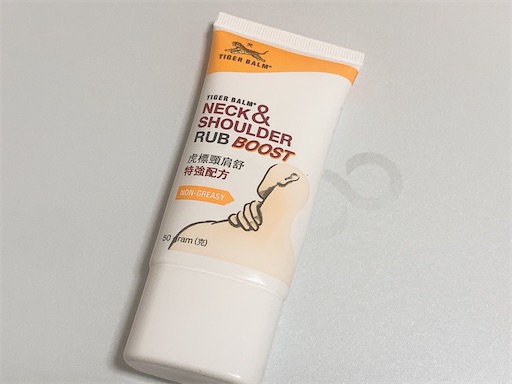 TIGER BALM®
TIGER BALM®
NECK &
SHOULDER
RUB BOOST
虎標頸肩舒
特強配方
NON-GREASY
50 gram (克)